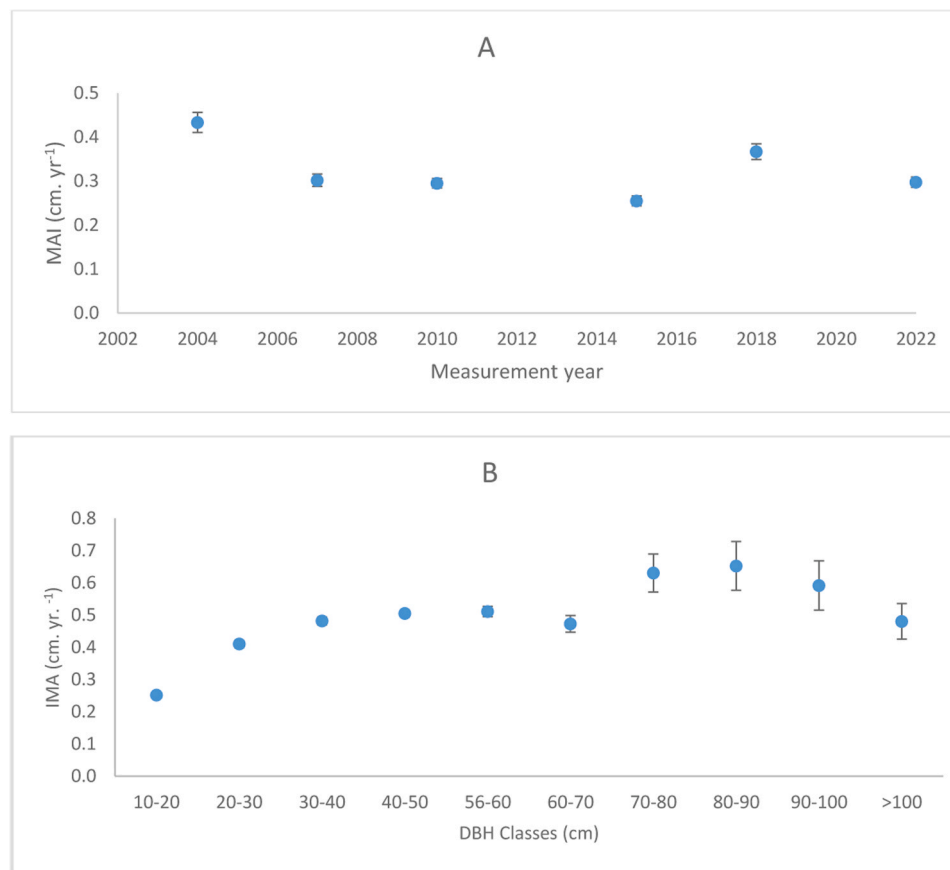 A
0.5
0.4
0.3
0.2
0.1
0.0
MAI (cm. yr⁻¹)
2002 2004 2006 2008 2010 2012 2014 2016 2018 2020 2022
Measurement year
B
0.8
0.7
0.6
0.5
0.4
0.3
0.2
0.1
0.0
IMA (cm. yr. ⁻¹)
10-20 20-30 30-40 40-50 56-60 60-70 70-80 80-90 90-100 >100
DBH Classes (cm)